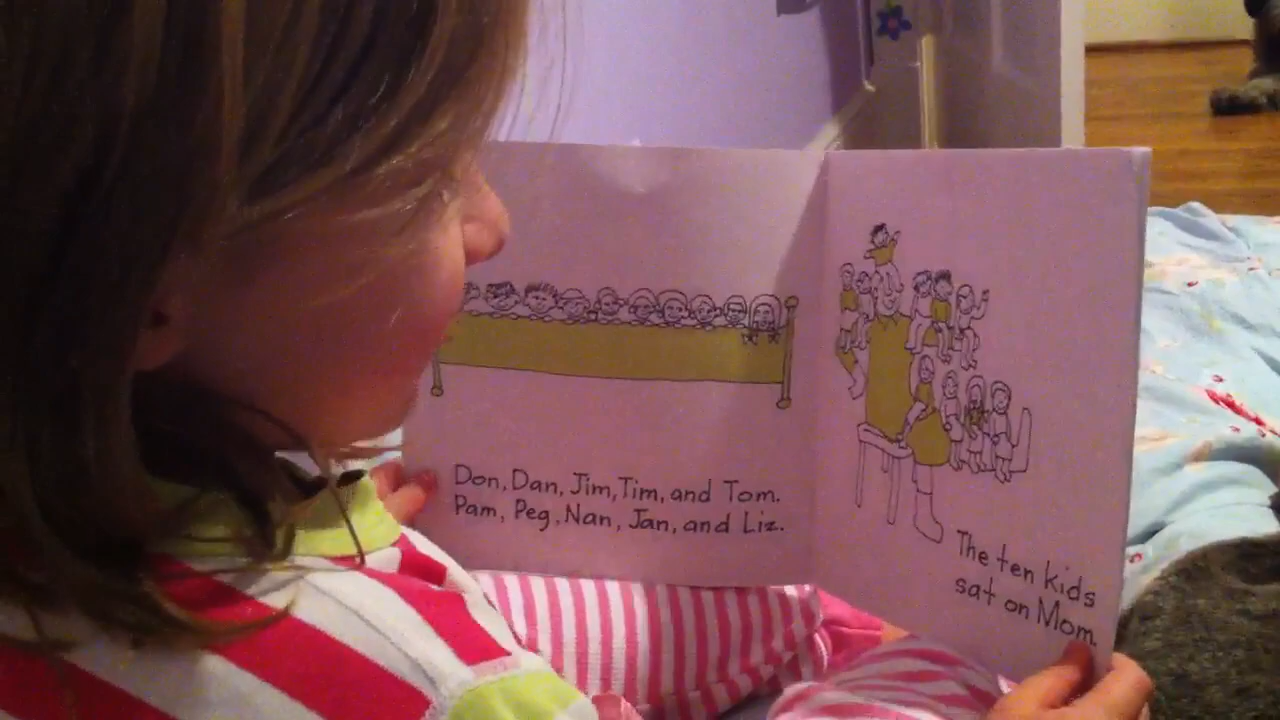 Don, Dan, Jim, Tim, and Tom.
Pam, Peg, Nan, Jan, and Liz.
The ten kids
sat on Mom.